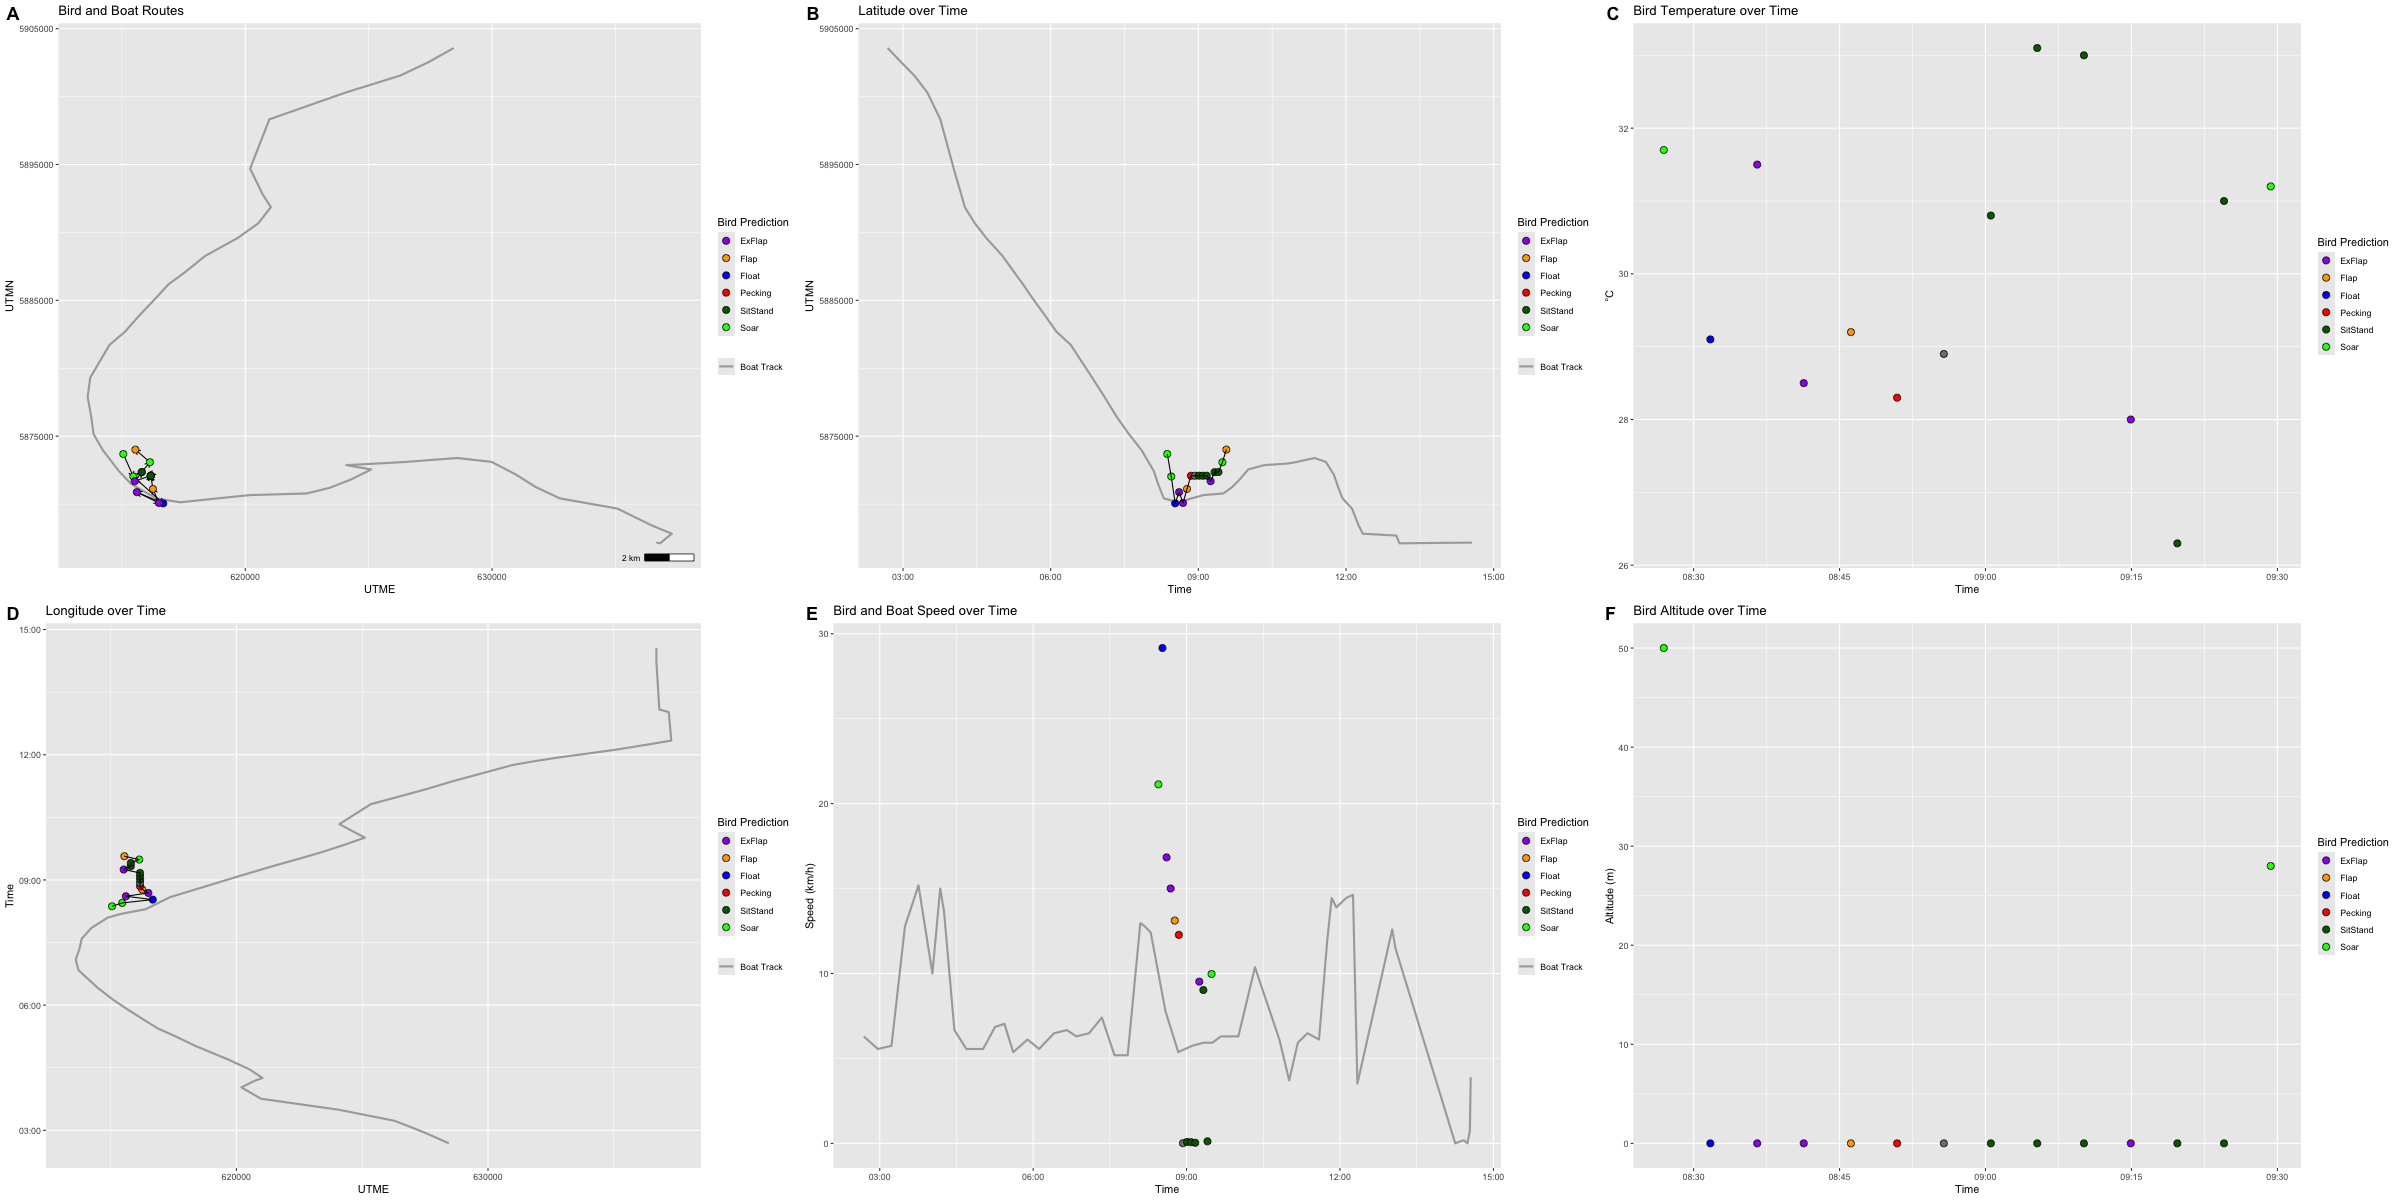 A Bird and Boat Routes
5905000
5895000
5885000
5875000
UTMN
620000
630000
UTME
2 km
Bird Prediction
ExFlap
Flap
Float
Pecking
SitStand
Soar
Boat Track
B Latitude over Time
5905000
5895000
5885000
5875000
UTMN
03:00
06:00
09:00
12:00
15:00
Time
Bird Prediction
ExFlap
Flap
Float
Pecking
SitStand
Soar
Boat Track
C Bird Temperature over Time
32
30
28
26
°C
08:30
08:45
09:00
09:15
09:30
Time
Bird Prediction
ExFlap
Flap
Float
Pecking
SitStand
Soar
D Longitude over Time
15:00
12:00
09:00
06:00
03:00
Time
620000
630000
UTME
Bird Prediction
ExFlap
Flap
Float
Pecking
SitStand
Soar
Boat Track
E Bird and Boat Speed over Time
30
20
10
0
Speed (km/h)
03:00
06:00
09:00
12:00
15:00
Time
Bird Prediction
ExFlap
Flap
Float
Pecking
SitStand
Soar
Boat Track
F Bird Altitude over Time
50
40
30
20
10
0
Altitude (m)
08:30
08:45
09:00
09:15
09:30
Time
Bird Prediction
ExFlap
Flap
Float
Pecking
SitStand
Soar